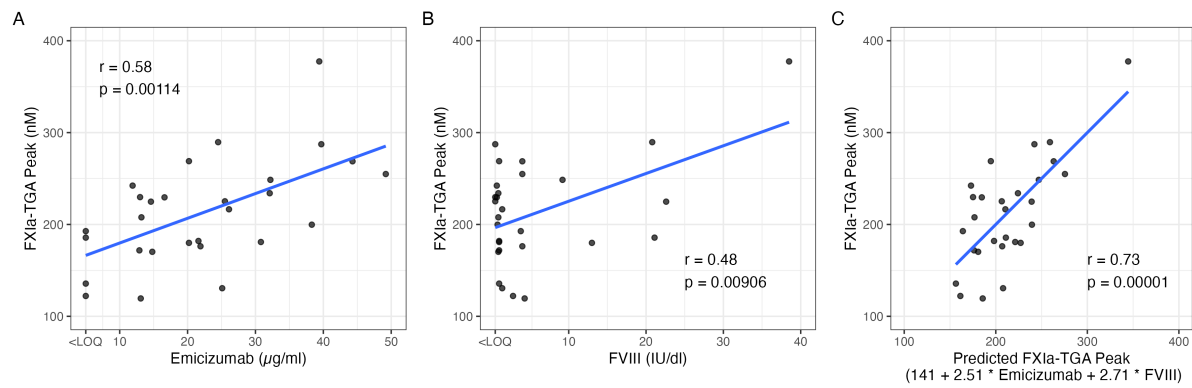 A
FXIa-TGA Peak (nM)
400
300
200
100
r = 0.58
p = 0.00114
<LOQ 10 20 30 40 50
Emicizumab (µg/ml)
B
FXIa-TGA Peak (nM)
400
300
200
100
r = 0.48
p = 0.00906
<LOQ 10 20 30 40
FVIII (IU/dl)
C
FXIa-TGA Peak (nM)
400
300
200
100
r = 0.73
p = 0.00001
100 200 300 400
Predicted FXIa-TGA Peak
(141 + 2.51 * Emicizumab + 2.71 * FVIII)